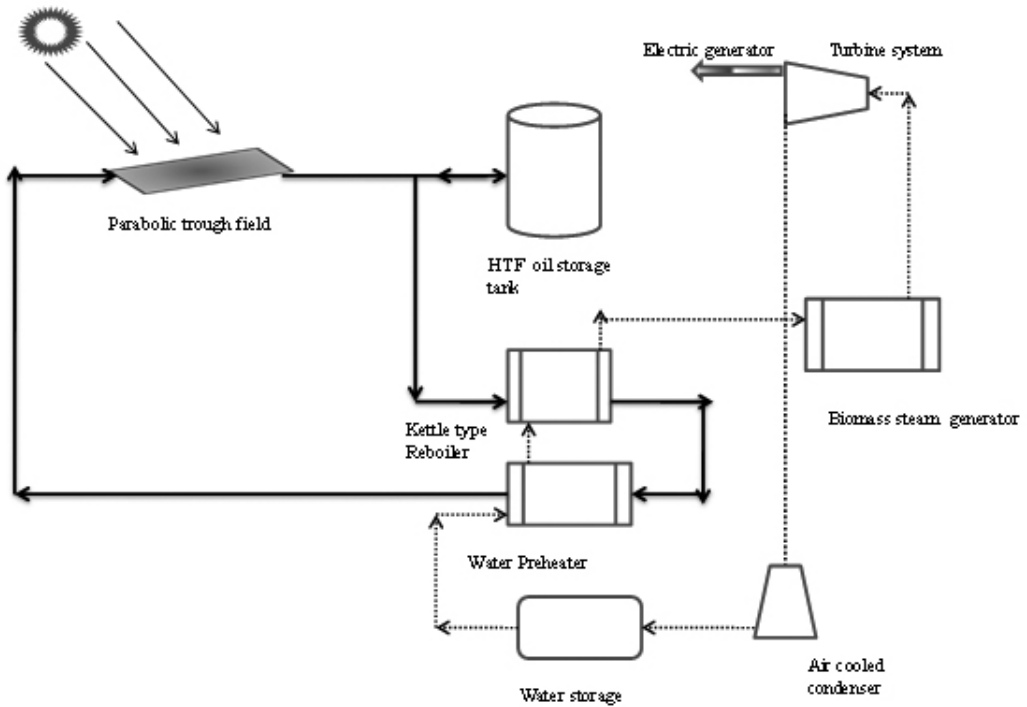 Electric generator
Turbine system
Parabolic trough field
HTF oil storage
tank
Kettle type
Reboiler
Biomass steam generator
Water Preheater
Air cooled
condenser
Water storage